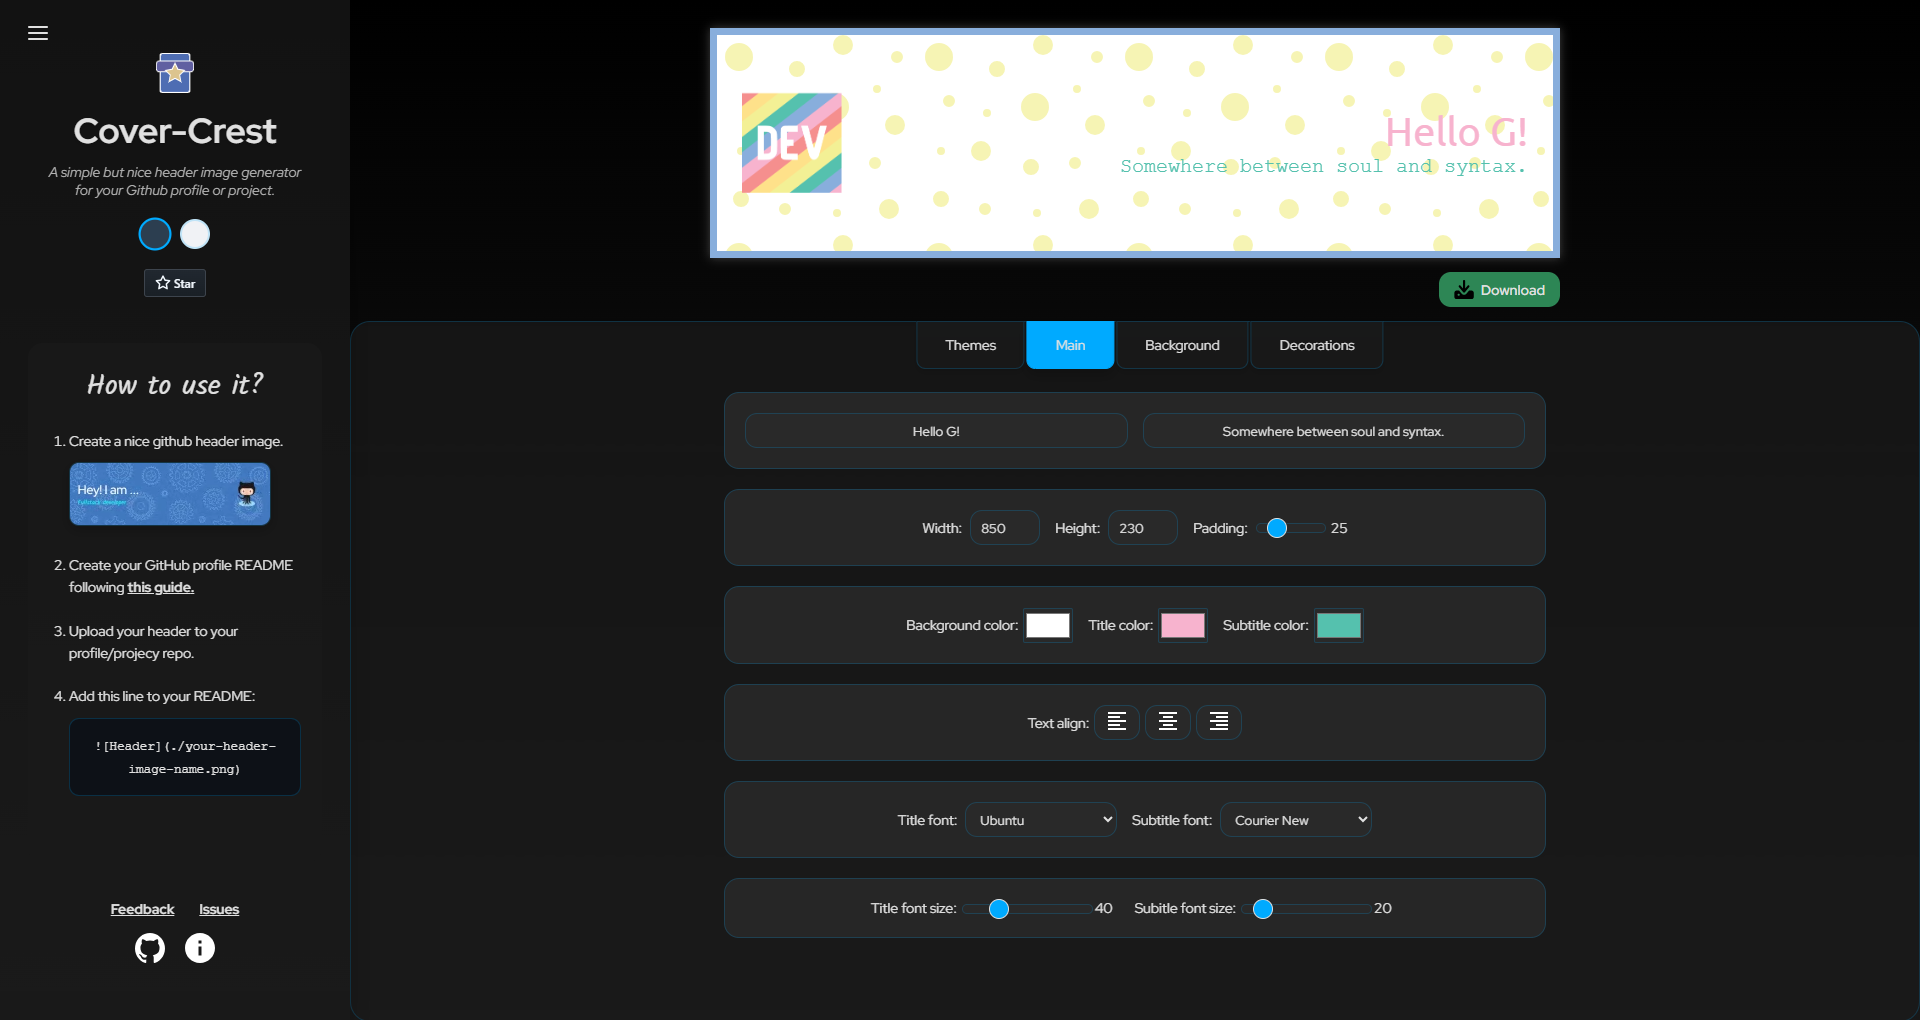 Cover-Crest
A simple but nice header image generator
for your Github profile or project.
Star
How to use it?
1. Create a nice github header image.
Hey! I am ...
2. Create your GitHub profile README
following this guide.
3. Upload your header to your
profile/projecy repo.
4. Add this line to your README:
![Header](./your-header-
image-name.png)
Feedback Issues
DEV
Hello G!
Somewhere between soul and syntax.
Download
Themes Main Background Decorations
Hello G! Somewhere between soul and syntax.
Width: 850 Height: 230 Padding: 25
Background color: Title color: Subtitle color:
Text align:
Title font: Ubuntu Subtitle font: Courier New
Title font size: 40 Subitle font size: 20